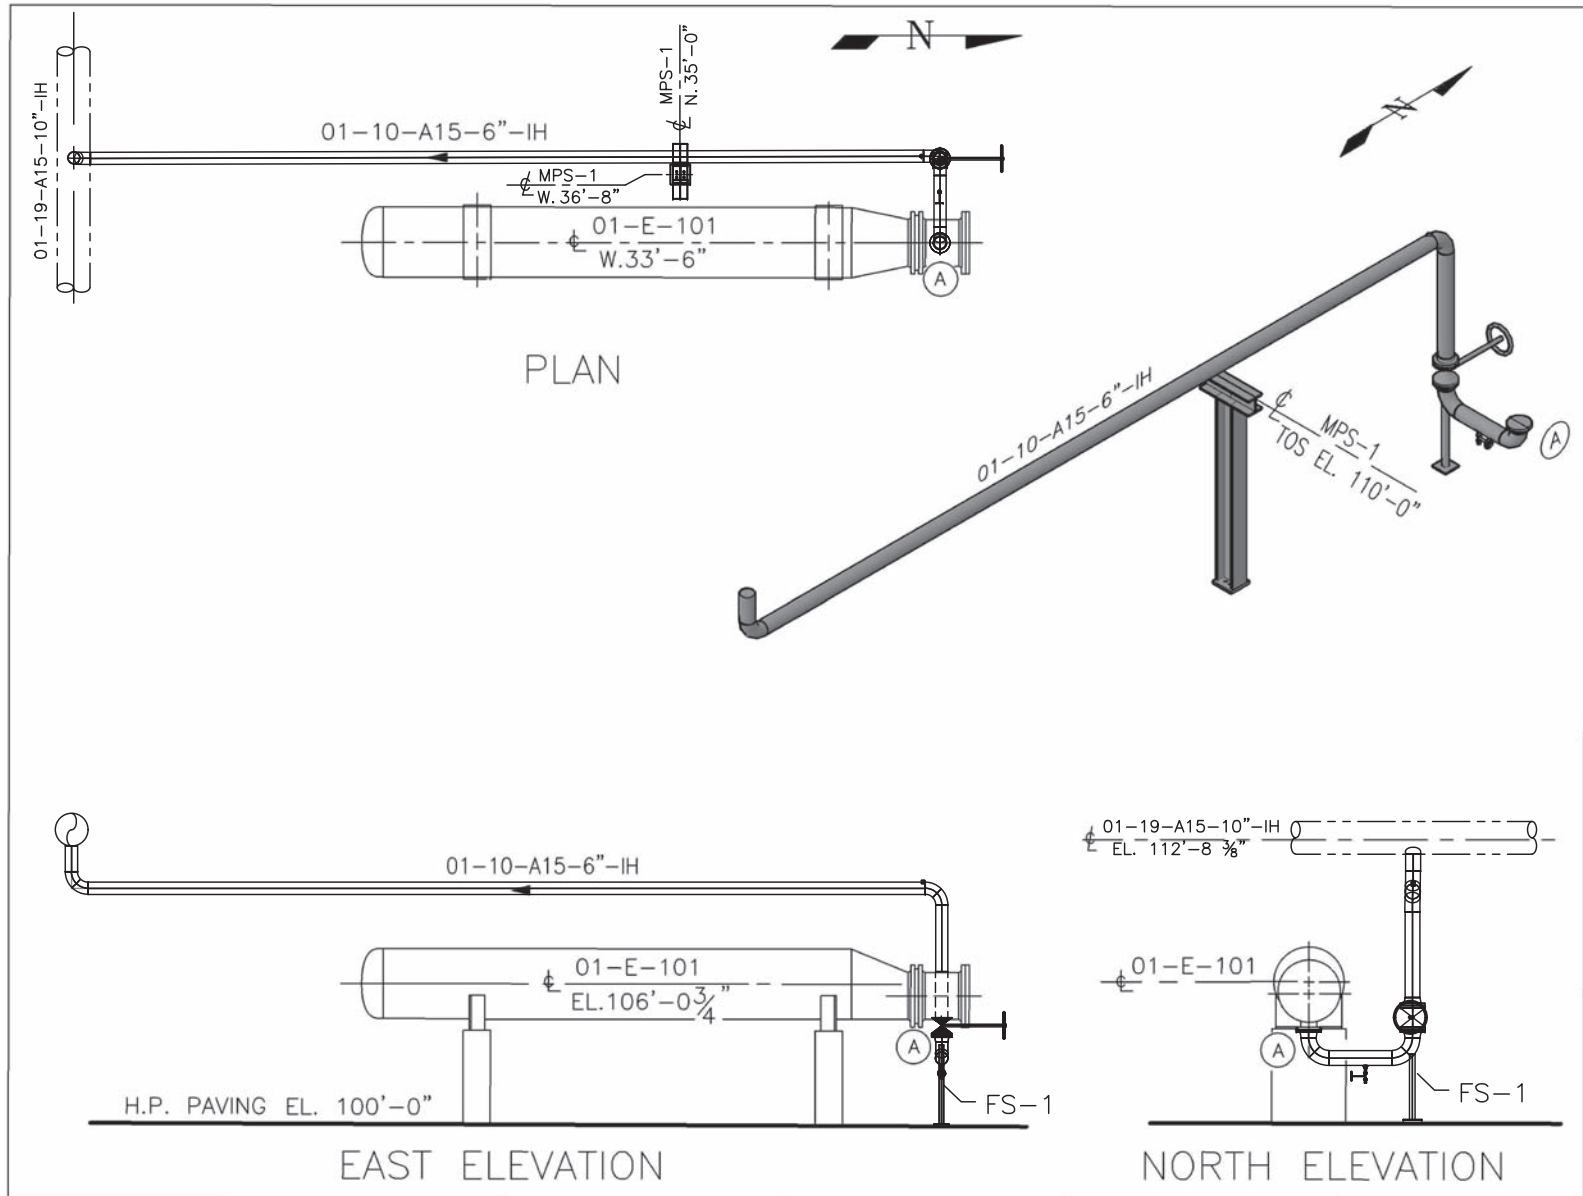 N
01-19-A15-10"-IH
01-10-A15-6"-IH
℄ MPS-1
N.35'-0"
℄ MPS-1
W.36'-8"
℄ 01-E-101
W.33'-6"
A
PLAN
N
01-10-A15-6"-IH
℄ MPS-1
TOS EL. 110'-0"
A
01-10-A15-6"-IH
℄ 01-E-101
EL.106'-0 3/4"
A
FS-1
H.P. PAVING EL. 100'-0"
EAST ELEVATION
℄ 01-19-A15-10"-IH
EL. 112'-8 3/8"
℄ 01-E-101
A
FS-1
NORTH ELEVATION